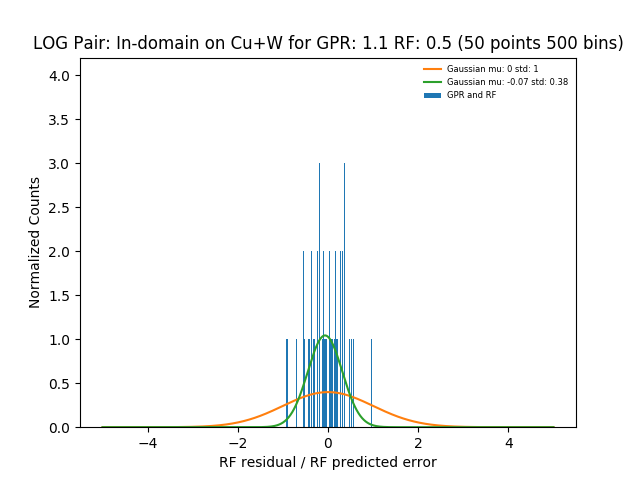 LOG Pair: In-domain on Cu+W for GPR: 1.1 RF: 0.5 (50 points 500 bins)
Gaussian mu: 0 std: 1
Gaussian mu: -0.07 std: 0.38
GPR and RF
Normalized Counts
4.0
3.5
3.0
2.5
2.0
1.5
1.0
0.5
0.0
−4 −2 0 2 4
RF residual / RF predicted error